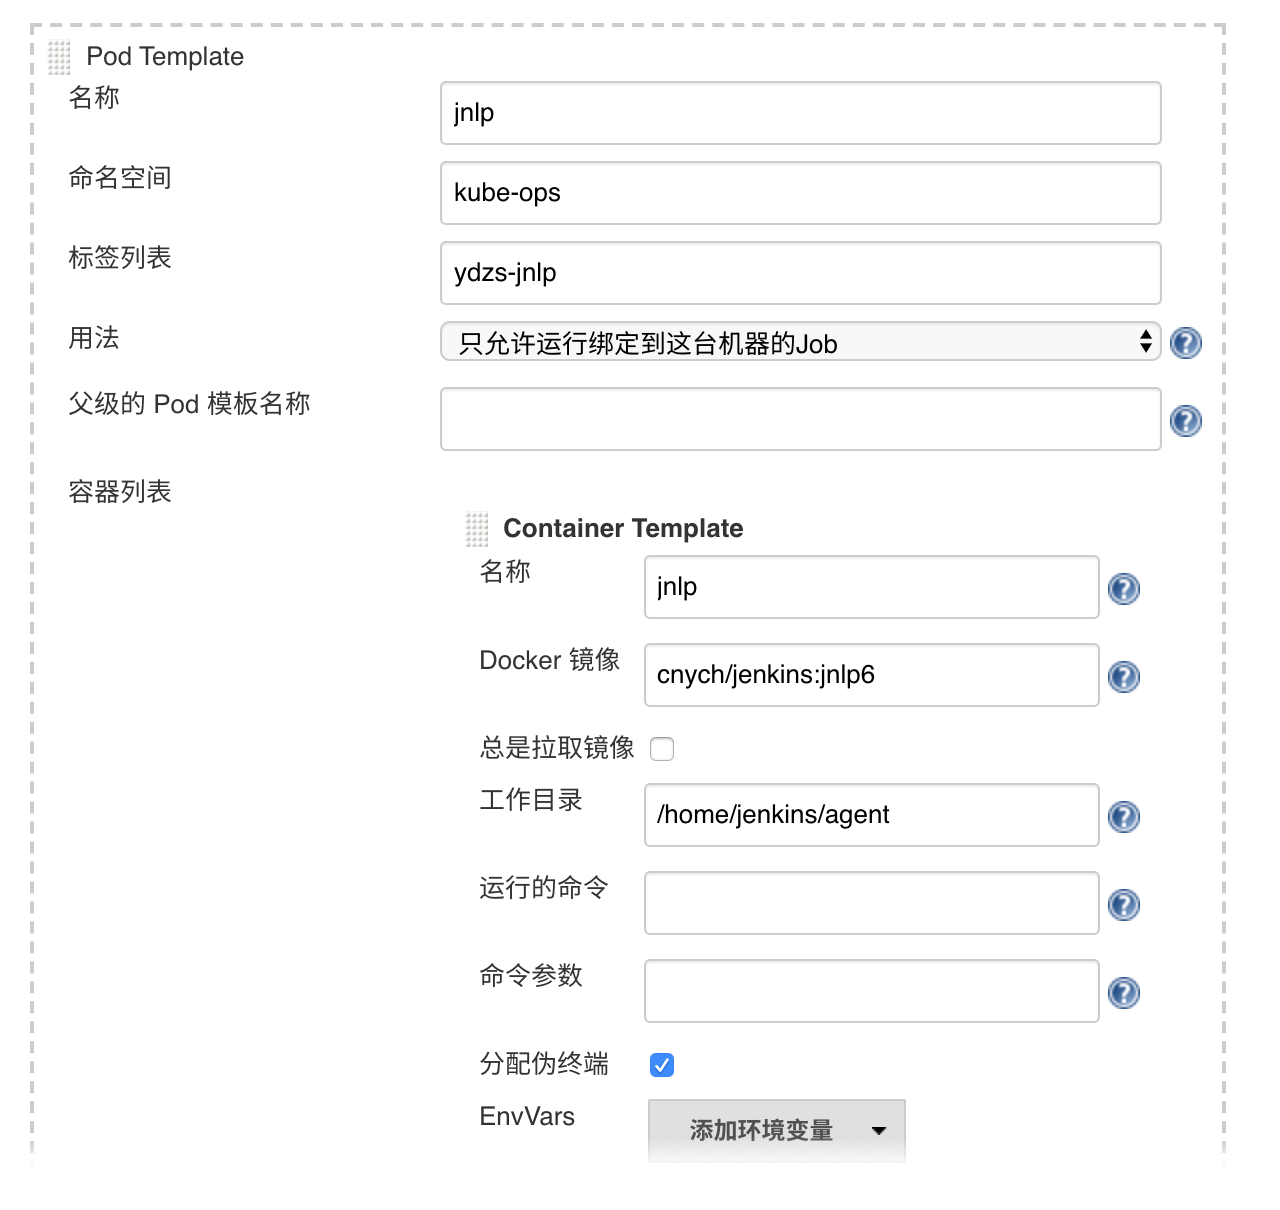 Pod Template
名称
jnlp
命名空间
kube-ops
标签列表
ydzs-jnlp
用法
只允许运行绑定到这台机器的Job
父级的 Pod 模板名称
容器列表
Container Template
名称
jnlp
Docker 镜像
cnych/jenkins:jnlp6
总是拉取镜像
工作目录
/home/jenkins/agent
运行的命令
命令参数
分配伪终端
EnvVars
添加环境变量